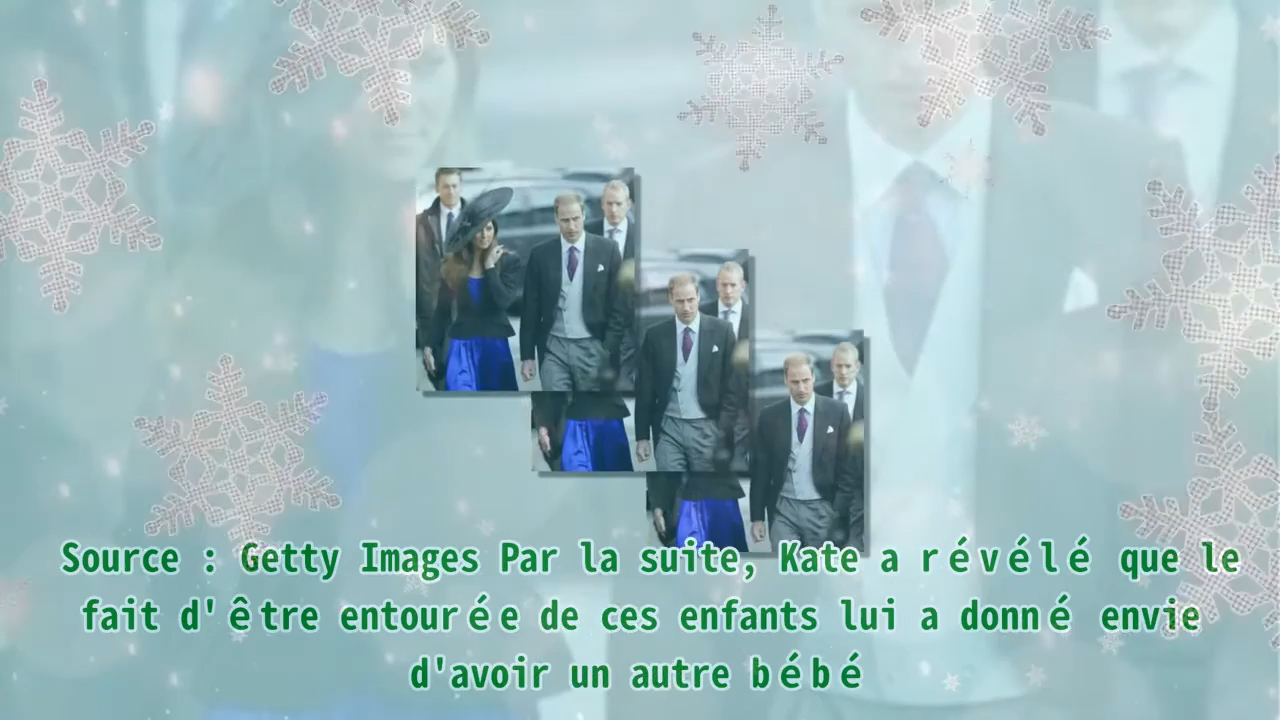 Source : Getty Images Par la suite, Kate a révélé que le
fait d'être entourée de ces enfants lui a donné envie
d'avoir un autre bébé